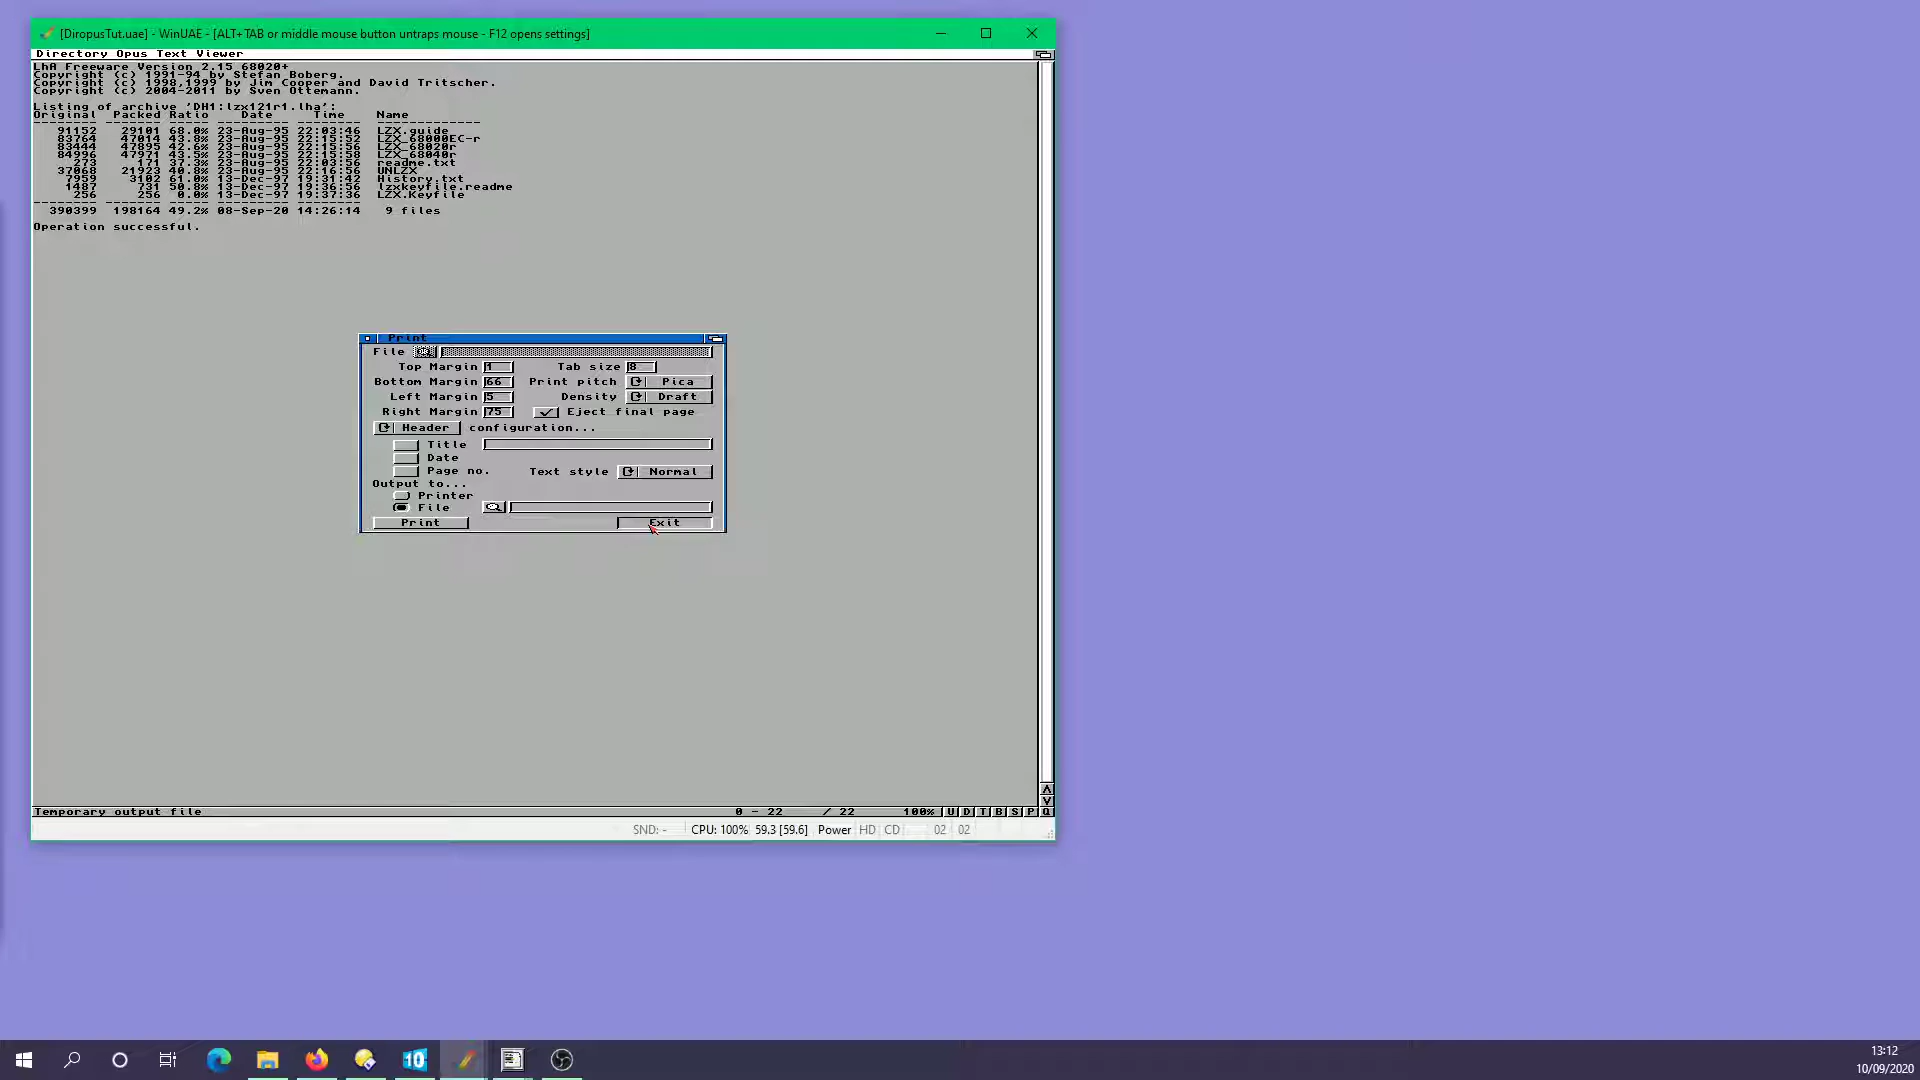 [DiropusTut.uae] - WinUAE - [ALT+TAB or middle mouse button untraps mouse - F12 opens settings]
Directory Opus Text Viewer
LhA Freeware Version 2.15 68020+
Copyright (c) 1991-94 by Stefan Boberg.
Copyright (c) 1998,1999 by Jim Cooper and David Tritscher.
Copyright (c) 2004-2011 by Sven Ottemann.
Listing of archive 'DH1:lzx121r1.lha':
Original Packed Ratio Date Time Name
-------- ------- ----- --------- -------- -------------
91152 29101 68.0% 23-Aug-95 22:03:46 LZX.guide
83764 47014 43.8% 23-Aug-95 22:15:52 LZX_68000EC-r
83444 47895 42.6% 23-Aug-95 22:15:56 LZX_68020r
84996 47971 43.5% 23-Aug-95 22:15:58 LZX_68040r
273 171 37.3% 23-Aug-95 22:03:56 readme.txt
37068 21923 40.8% 23-Aug-95 22:16:56 UNLZX
7959 3102 61.0% 13-Dec-97 19:31:42 History.txt
1487 731 50.8% 13-Dec-97 19:36:56 lzxkeyfile.readme
256 256 0.0% 13-Dec-97 19:37:36 LZX.Keyfile
-------- ------- ----- --------- --------
390399 198164 49.2% 08-Sep-20 14:26:14 9 files
Operation successful.
Print
File
Top Margin 1 Tab size 8
Bottom Margin 66 Print pitch Pica
Left Margin 5 Density Draft
Right Margin 75 Eject final page
Header configuration...
Title
Date
Page no. Text style Normal
Output to...
Printer
File
Print Exit
Temporary output file 0 - 22 / 22 100% U D T B S P Q
SND: - CPU: 100% 59.3 [59.6] Power HD CD 02 02
10
13:12
10/09/2020